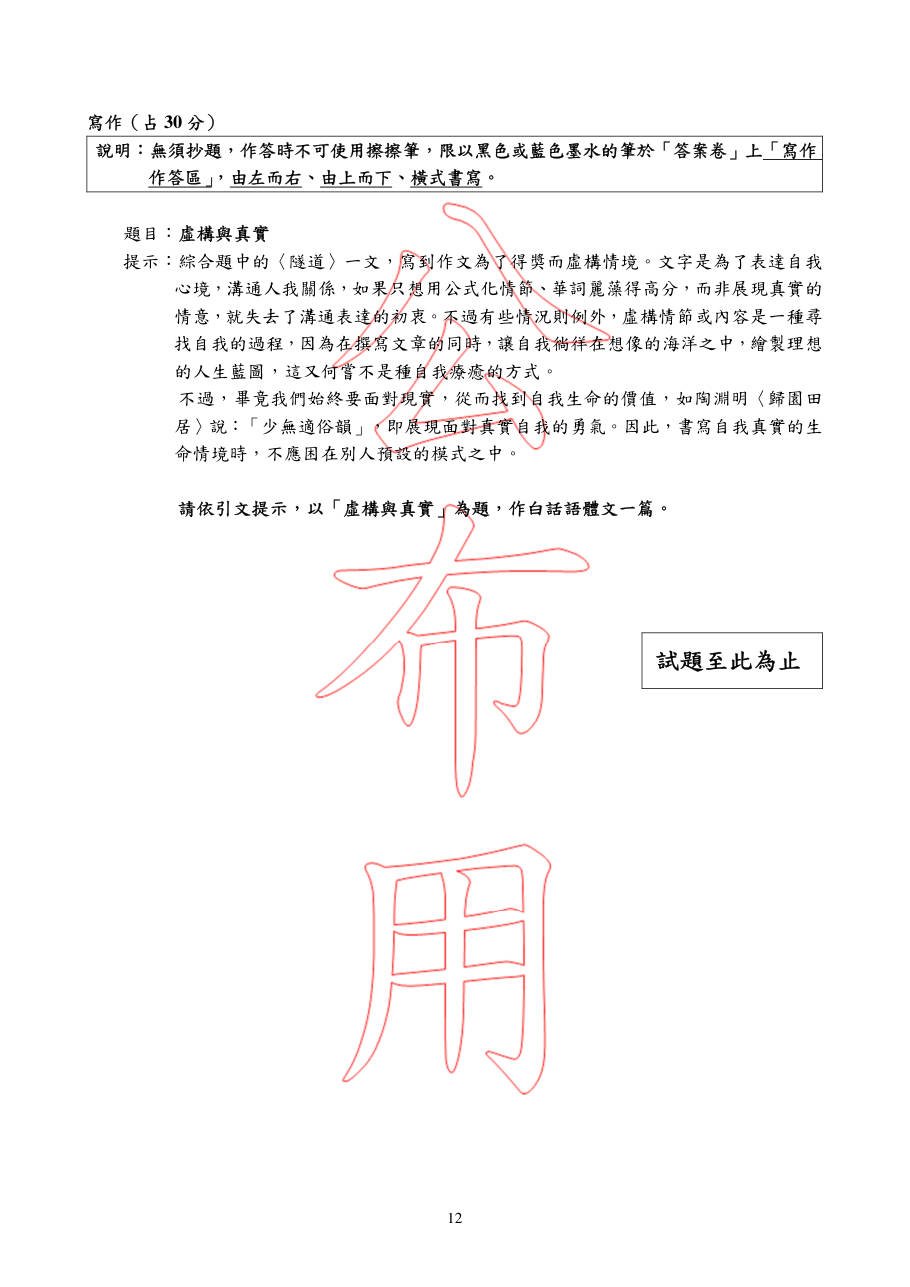 寫作（占 30 分）
說明：無須抄題，作答時不可使用擦擦筆，限以黑色或藍色墨水的筆於「答案卷」上「寫作
作答區」，由左而右、由上而下、橫式書寫。
題目：虛構與真實
提示：綜合題中的〈隧道〉一文，寫到作文為了得獎而虛構情境。文字是為了表達自我
心境，溝通人我關係，如果只想用公式化情節、華詞麗藻得高分，而非展現真實的
情意，就失去了溝通表達的初衷。不過有些情況則例外，虛構情節或內容是一種尋
找自我的過程，因為在撰寫文章的同時，讓自我徜徉在想像的海洋之中，繪製理想
的人生藍圖，這又何嘗不是種自我療癒的方式。
不過，畢竟我們始終要面對現實，從而找到自我生命的價值，如陶淵明〈歸園田
居〉說：「少無適俗韻」，即展現面對真實自我的勇氣。因此，書寫自我真實的生
命情境時，不應困在別人預設的模式之中。
請依引文提示，以「虛構與真實」為題，作白話語體文一篇。
試題至此為止
公
布
用
12